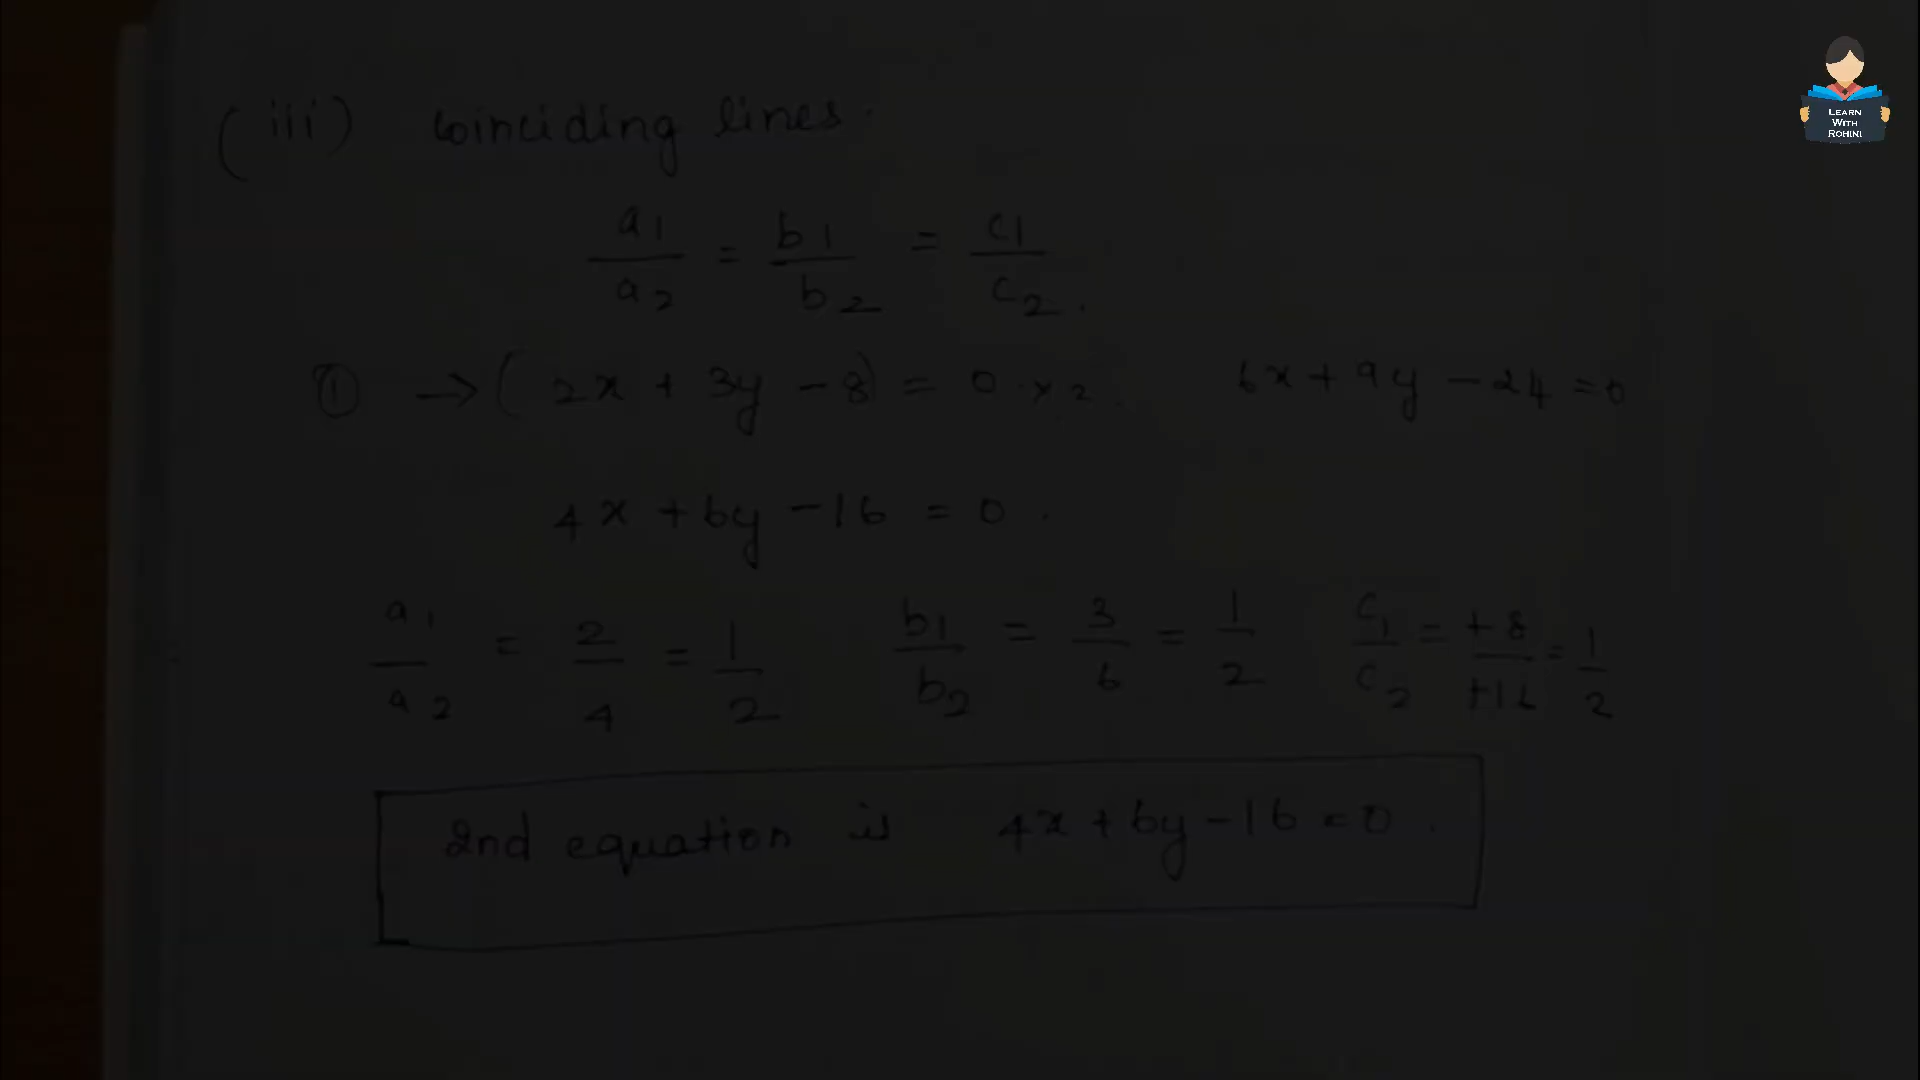 (iii) coinciding lines.
a1/a2 = b1/b2 = c1/c2.
① → (2x + 3y - 8) = 0 × 2. 6x + 9y - 24 = 0
4x + 6y - 16 = 0.
a1/a2 = 2/4 = 1/2 b1/b2 = 3/6 = 1/2 c1/c2 = +8/+16 = 1/2
2nd equation is 4x + 6y - 16 = 0.
LEARN
WITH
ROHINI